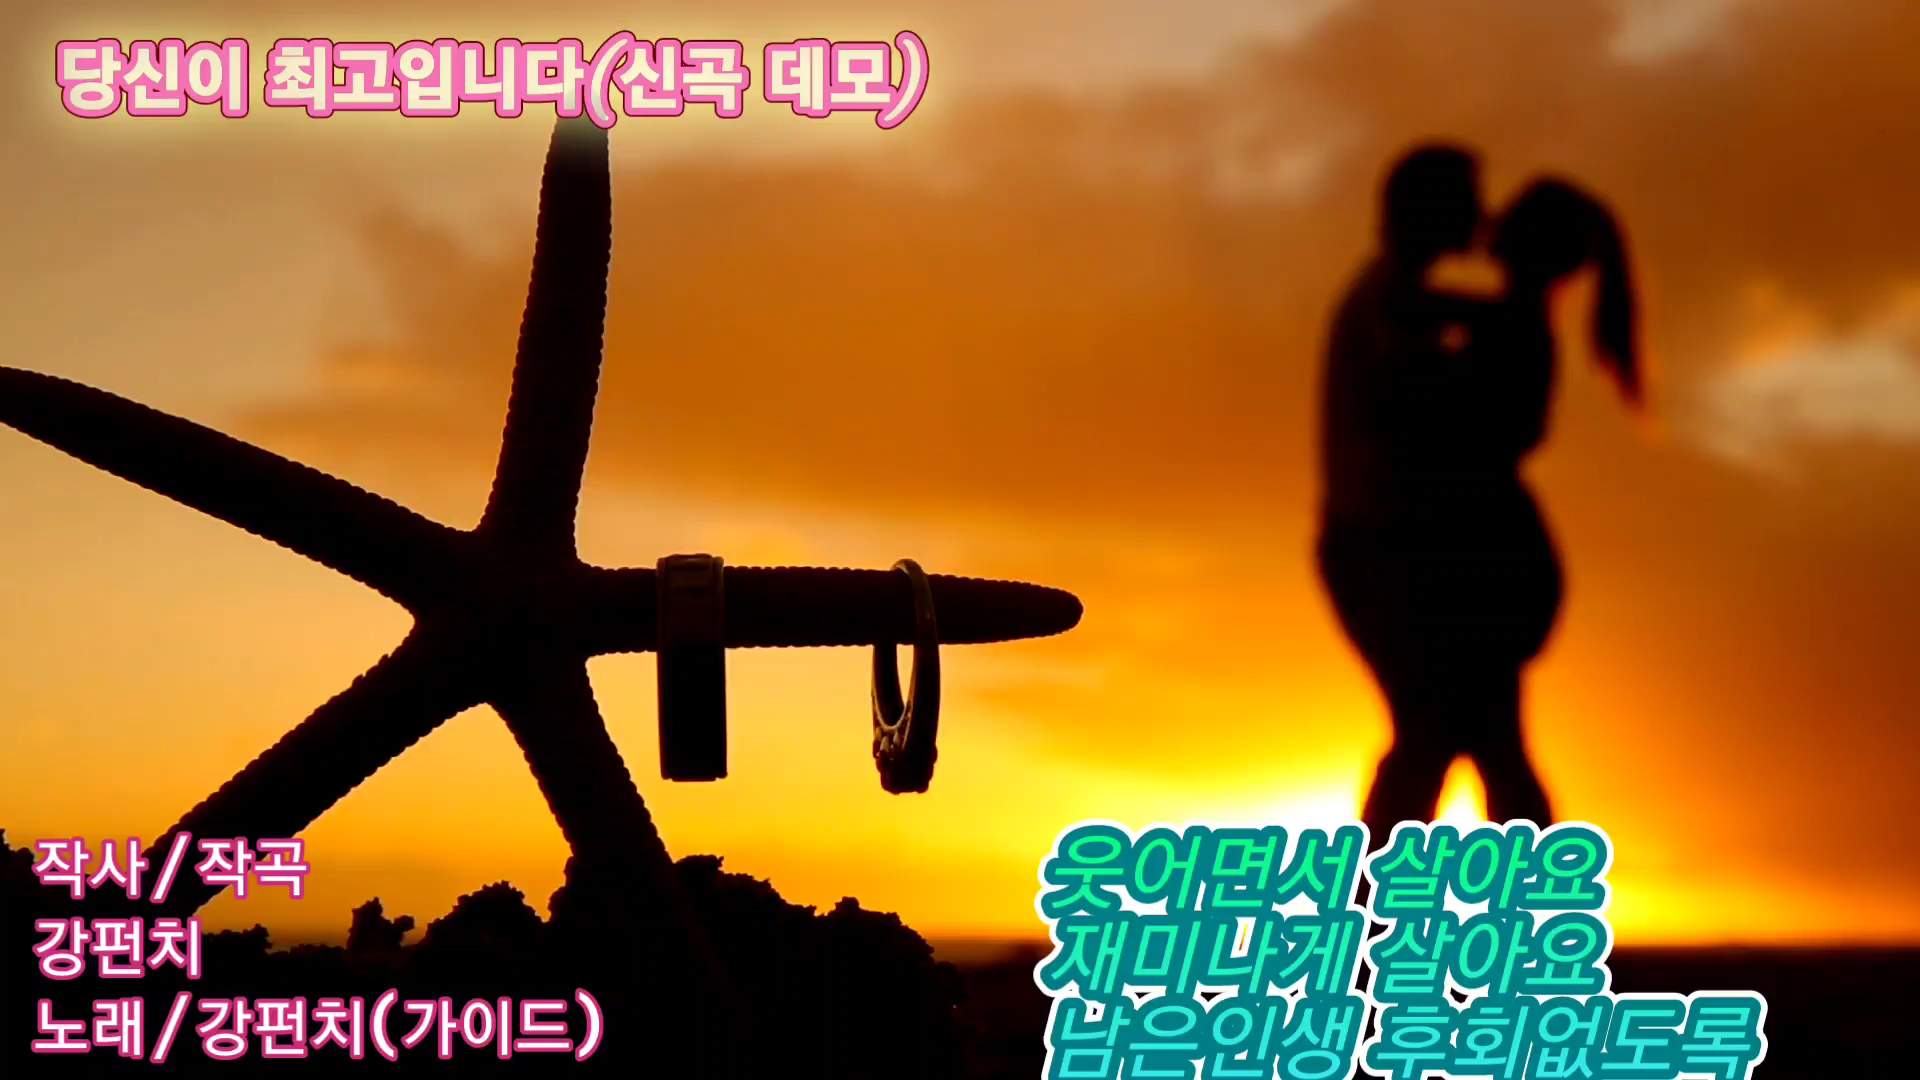 당신이 최고입니다(신곡 데모)
작사/작곡
강펀치
노래/강펀치(가이드)
웃어면서 살아요
재미나게 살아요
남은인생 후회없도록